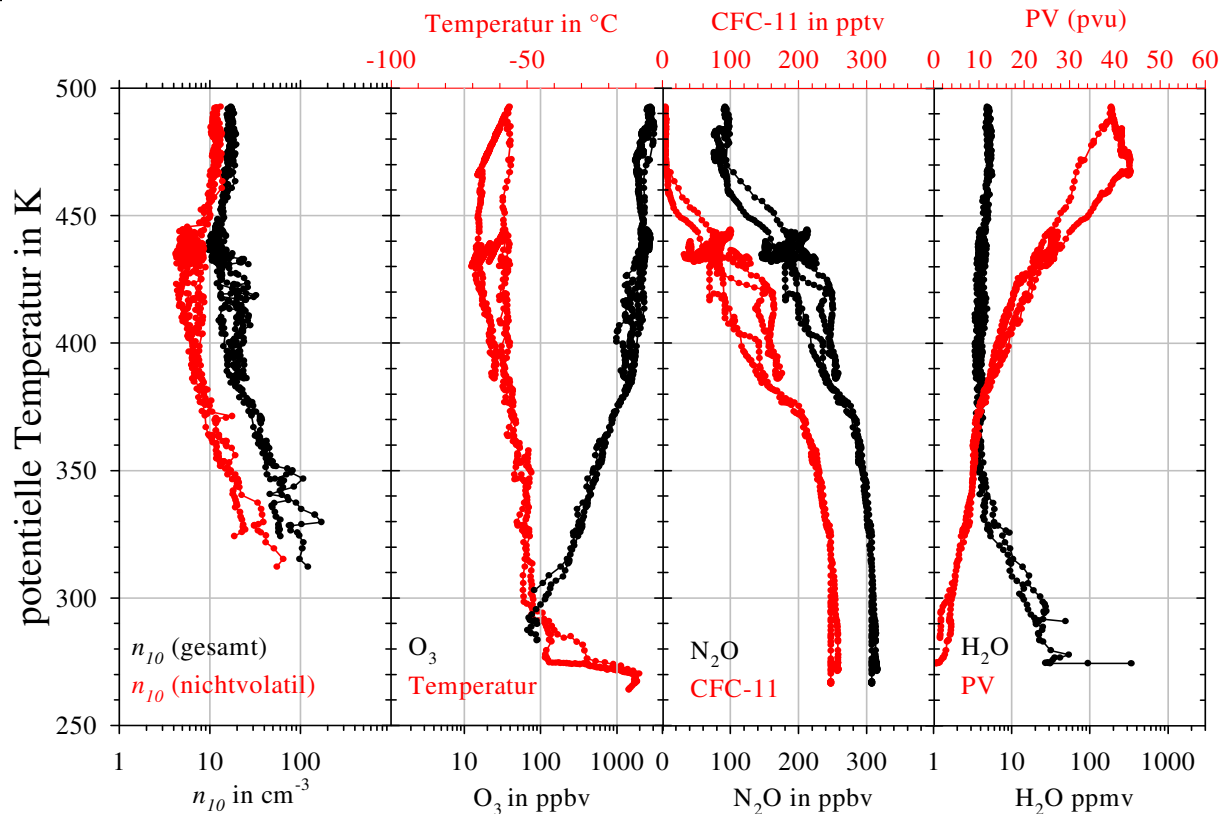 Temperatur in °C CFC-11 in pptv PV (pvu)
-100 -50 0 100 200 300 0 10 20 30 40 50 60
500
450
400
350
300
250
potentielle Temperatur in K
n10 (gesamt) O3 N2O H2O
n10 (nichtvolatil) Temperatur CFC-11 PV
1 10 100 10 100 1000 0 100 200 300 1 10 100 1000
n10 in cm-3 O3 in ppbv N2O in ppbv H2O ppmv